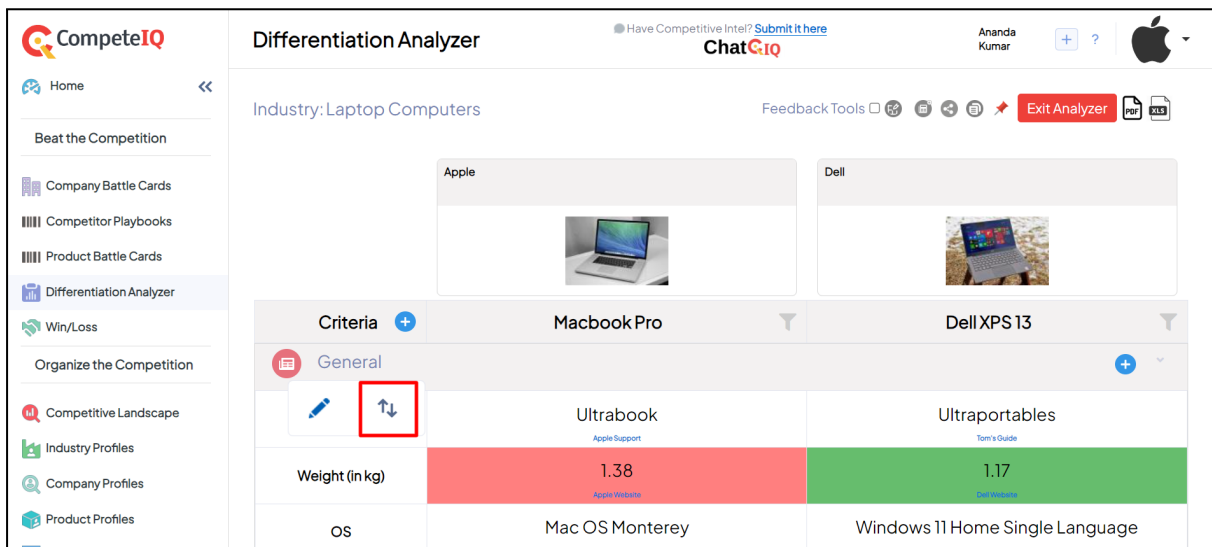 CompeteIQ
Differentiation Analyzer
Have Competitive Intel? Submit it here
ChatCIQ
Ananda
Kumar
?
Home
Industry: Laptop Computers
Feedback Tools
Exit Analyzer
PDF
XLS
Beat the Competition
Company Battle Cards
Competitor Playbooks
Product Battle Cards
Differentiation Analyzer
Win/Loss
Organize the Competition
Competitive Landscape
Industry Profiles
Company Profiles
Product Profiles
Apple
Dell
Criteria
Macbook Pro
Dell XPS 13
General
Ultrabook
Apple Support
Ultraportables
Tom's Guide
Weight (in kg)
1.38
Apple Website
1.17
Dell Website
OS
Mac OS Monterey
Windows 11 Home Single Language